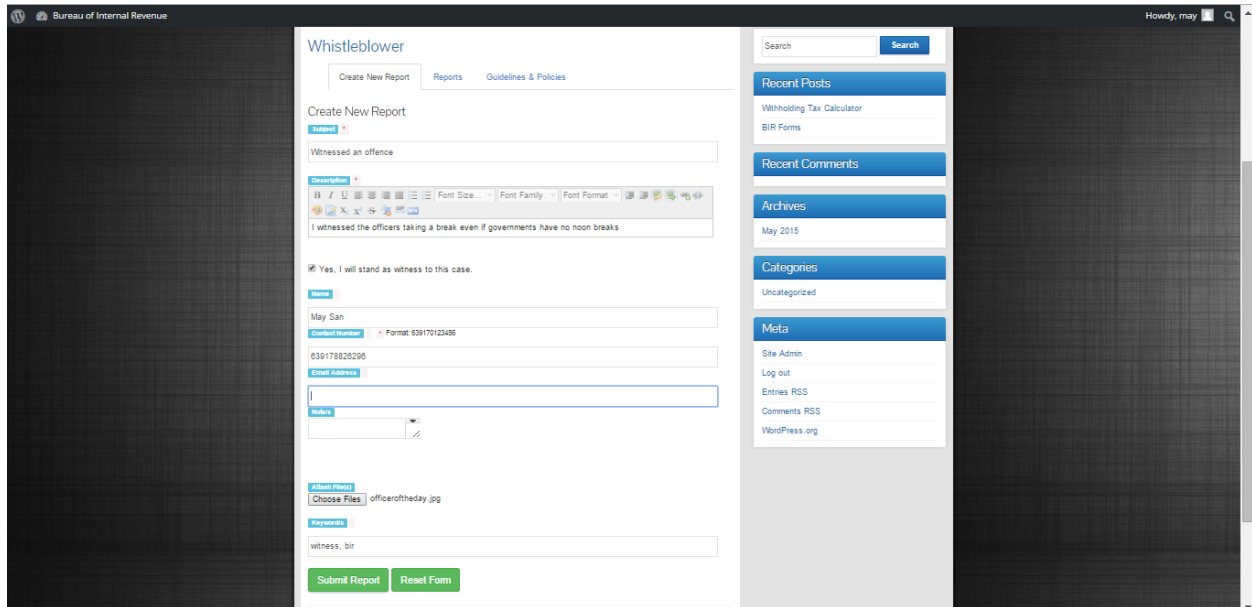 Bureau of Internal Revenue
Howdy, may
Whistleblower
Create New Report Reports Guidelines & Policies
Create New Report
Subject *
Witnessed an offence
Description *
B I U Font Size... Font Family. Font Format
X₂ x² S
I witnessed the officers taking a break even if governments have no noon breaks
Yes, I will stand as witness to this case.
Name
May San
Contact Number * Format: 639170123456
639178826296
Email Address
Note/s
Attach File(s)
Choose Files officeroftheday.jpg
Keyword/s
witness, bir
Submit Report Reset Form
Search Search
Recent Posts
Withholding Tax Calculator
BIR Forms
Recent Comments
Archives
May 2015
Categories
Uncategorized
Meta
Site Admin
Log out
Entries RSS
Comments RSS
WordPress.org